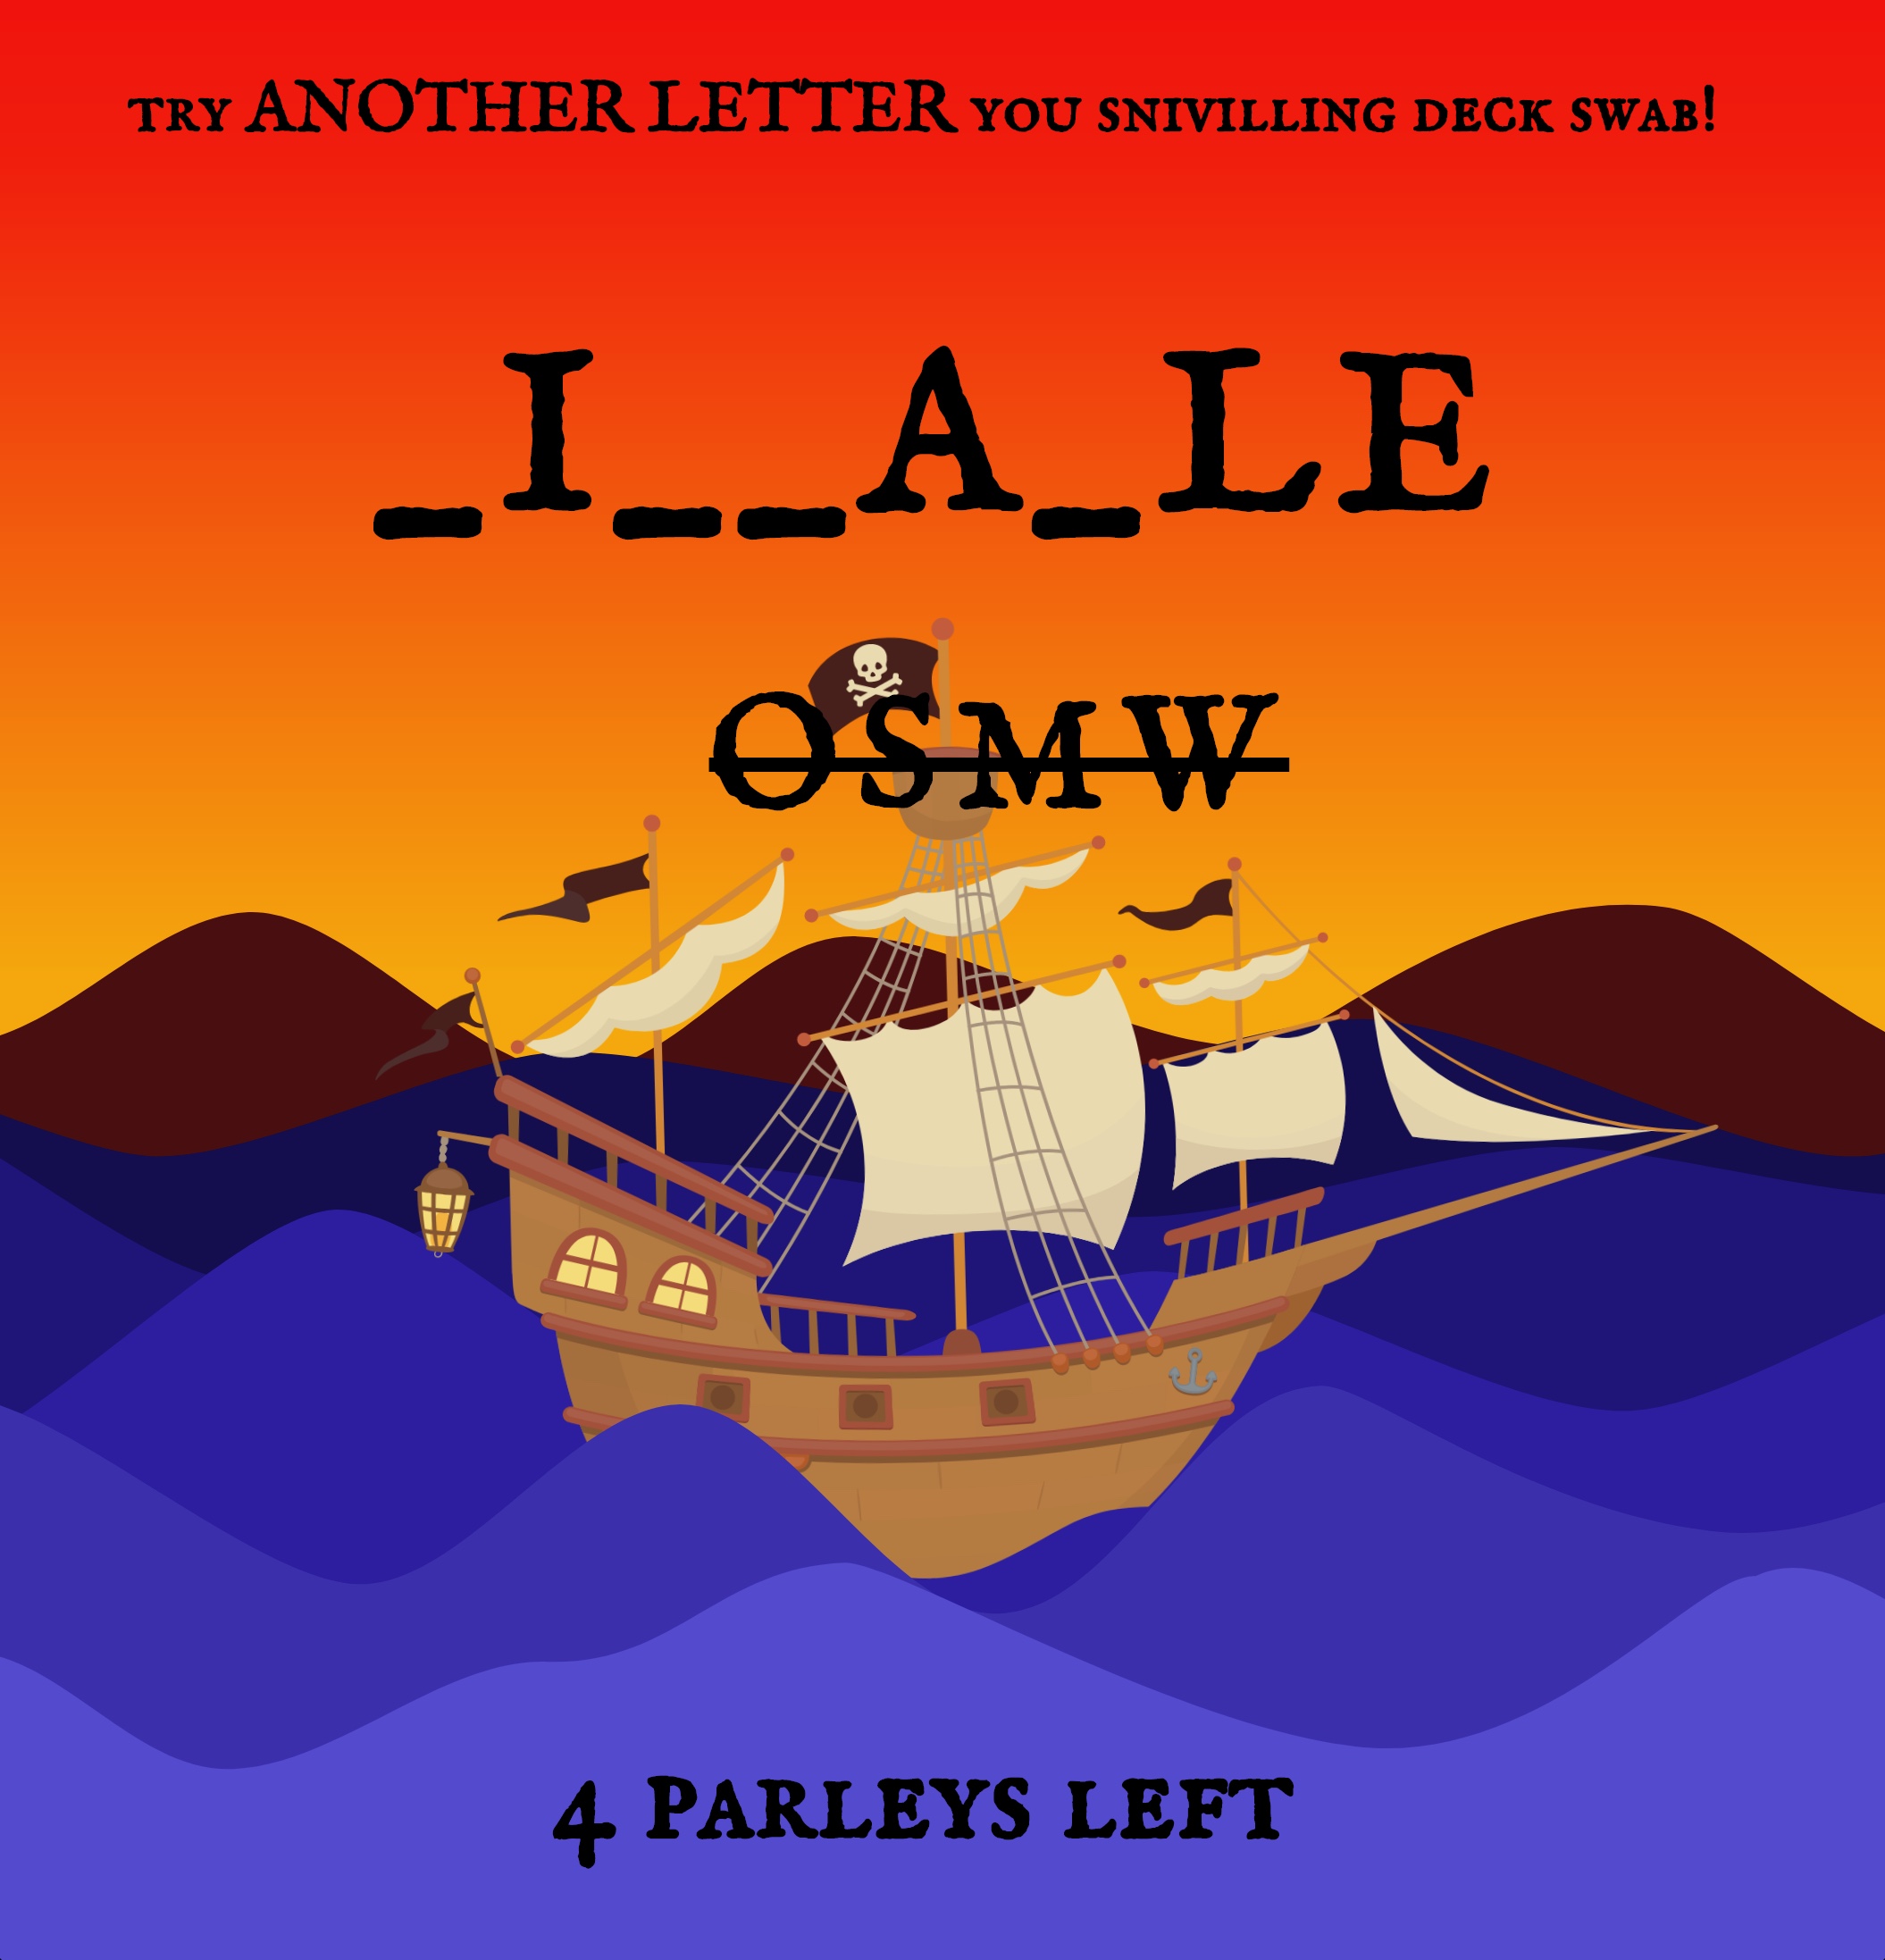 TRY ANOTHER LETTER YOU SNIVILLING DECK SWAB!
_I__A_LE
OSMW
4 PARLEYS LEFT